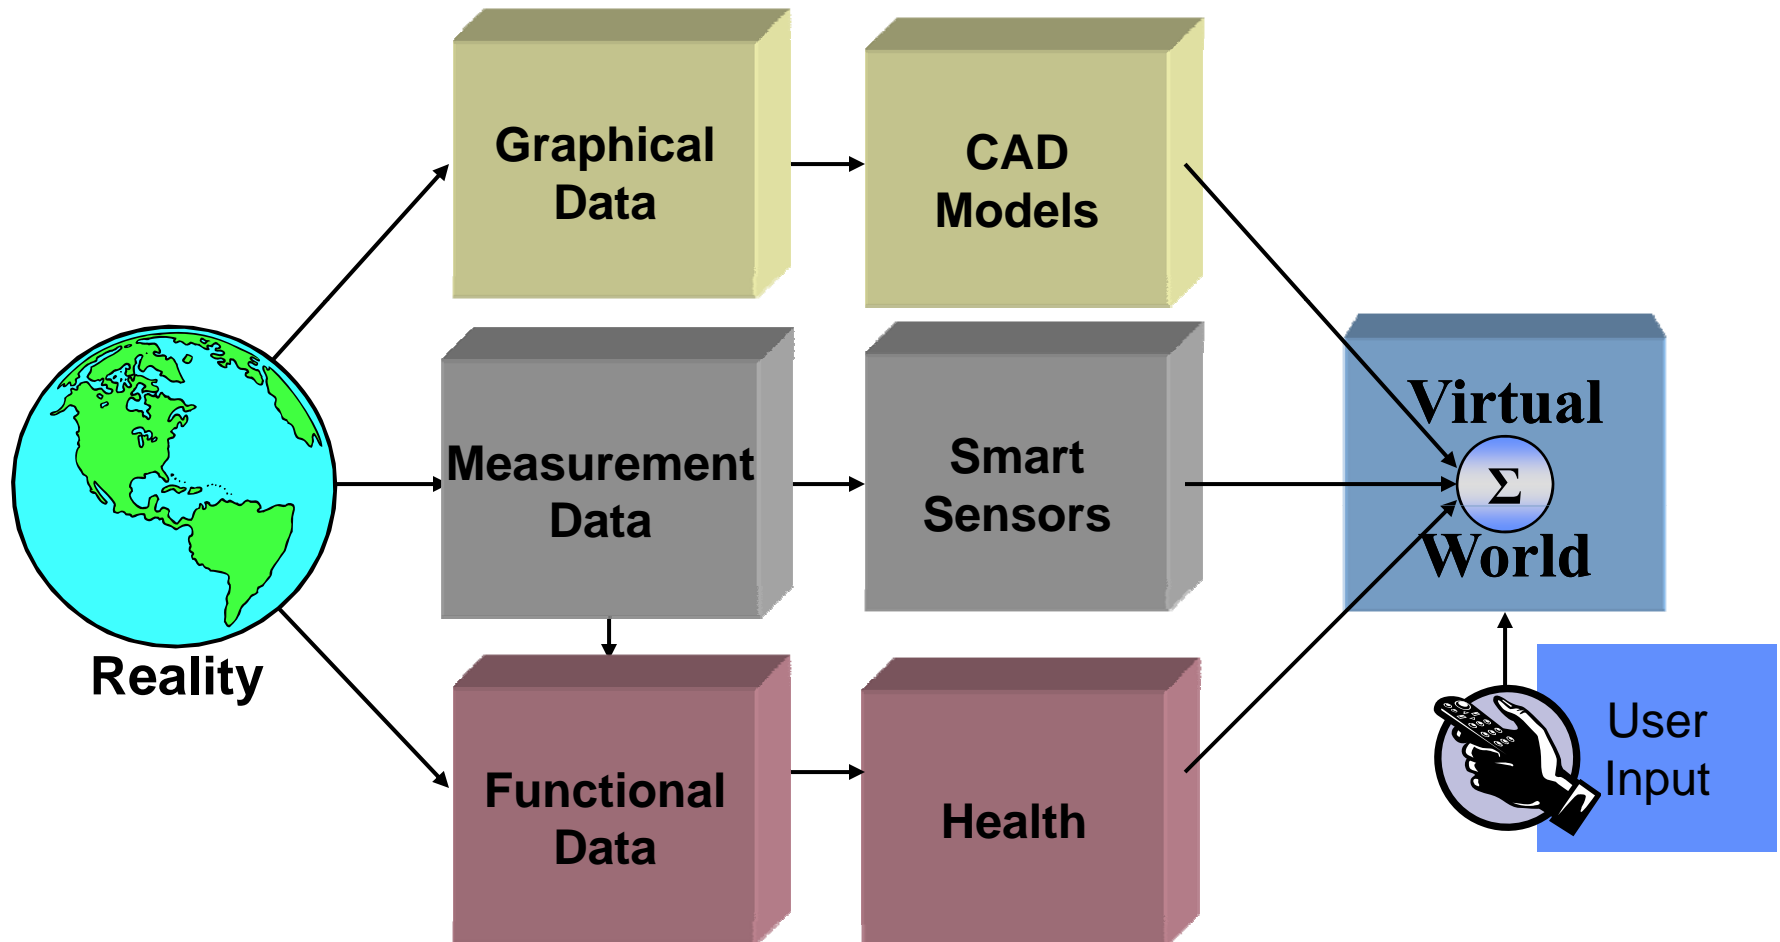 Graphical
Data
CAD
Models
Reality
Measurement
Data
Smart
Sensors
Virtual
Σ
World
Functional
Data
Health
User
Input